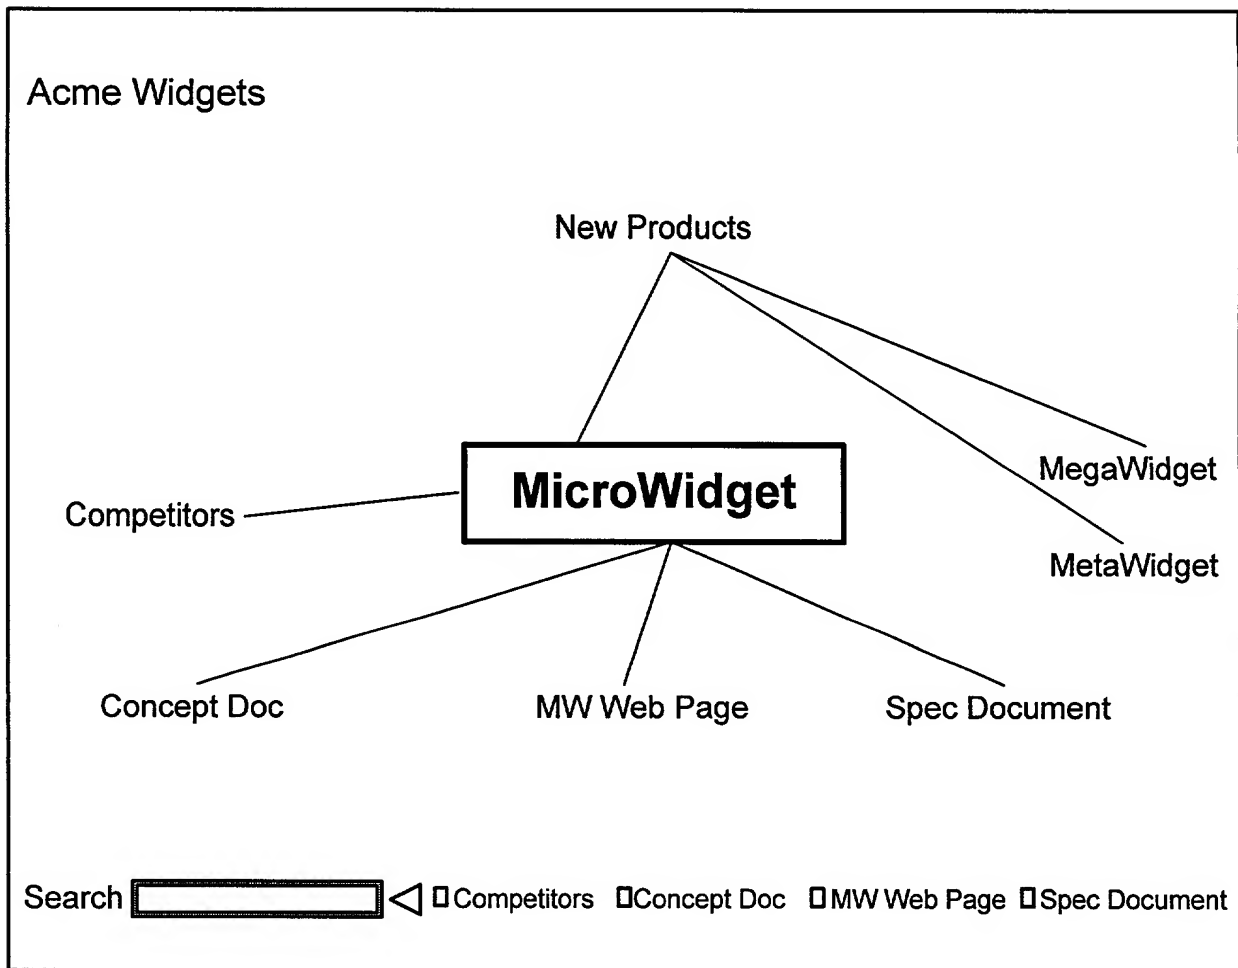 Acme Widgets
New Products
MegaWidget
MicroWidget
Competitors
MetaWidget
Concept Doc
MW Web Page
Spec Document
Search Competitors Concept Doc MW Web Page Spec Document